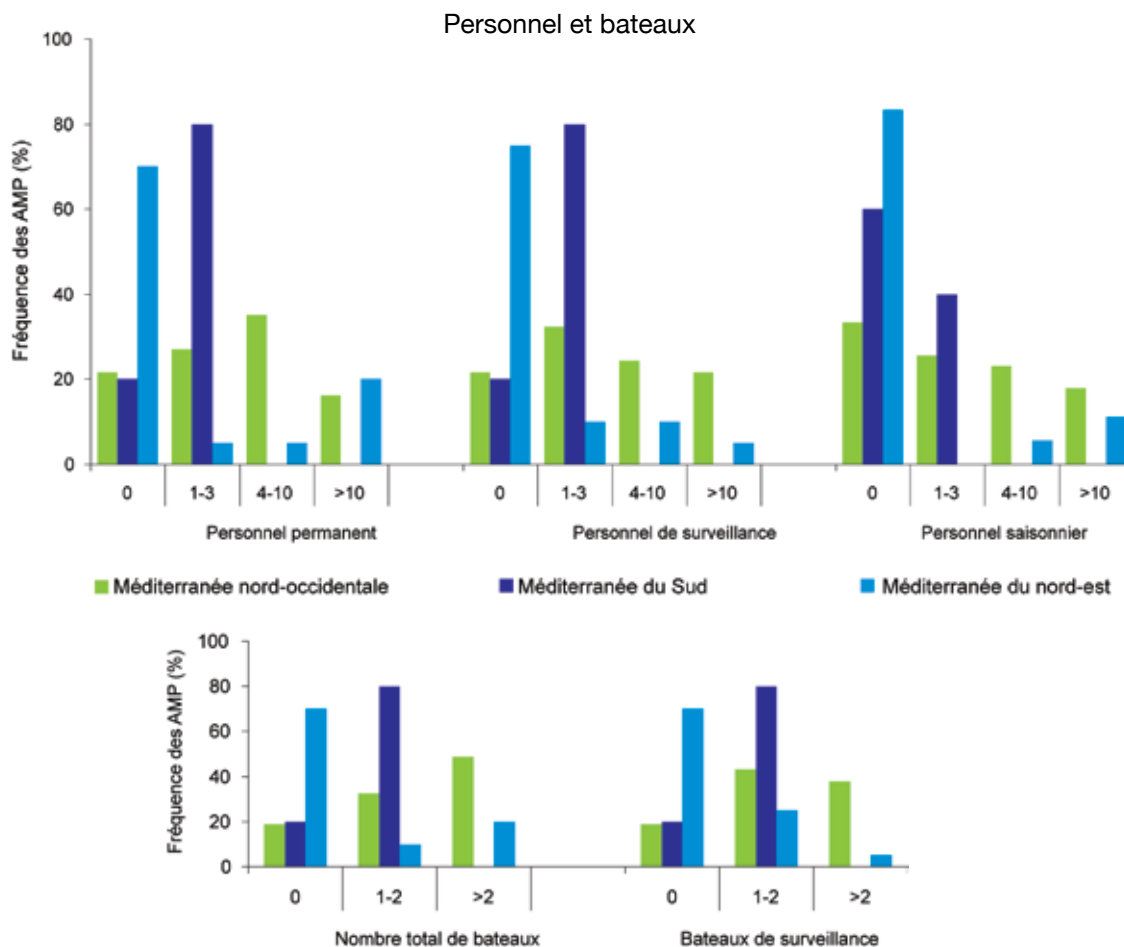 Personnel et bateaux
Fréquence des AMP (%)
100
80
60
40
20
0
0 1-3 4-10 >10 0 1-3 4-10 >10 0 1-3 4-10 >10
Personnel permanent Personnel de surveillance Personnel saisonnier
Méditerranée nord-occidentale Méditerranée du Sud Méditerranée du nord-est
Fréquence des AMP (%)
100
80
60
40
20
0
0 1-2 >2 0 1-2 >2
Nombre total de bateaux Bateaux de surveillance